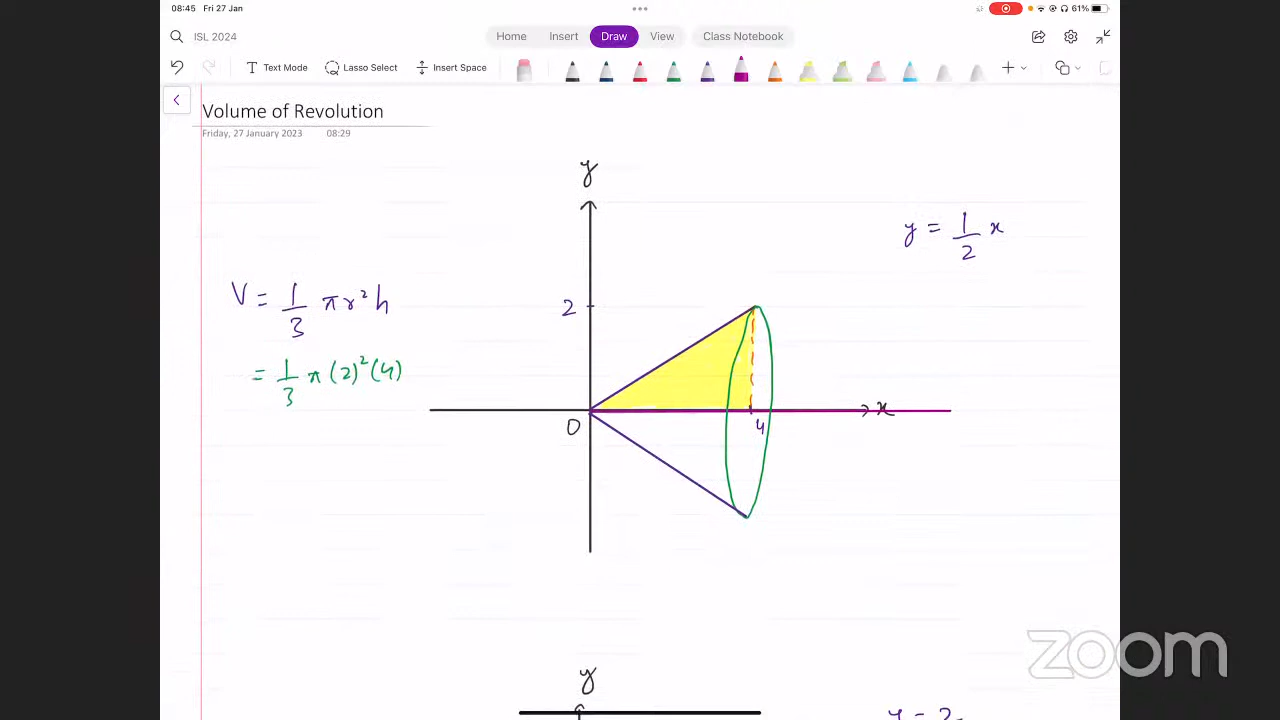 08:45 Fri 27 Jan
61%
ISL 2024
Home Insert Draw View Class Notebook
Text Mode Lasso Select Insert Space
Volume of Revolution
Friday, 27 January 2023 08:29
y
y = 1/2 x
2
V = 1/3 πr²h
= 1/3 π(2)²(4)
x
0
4
zoom
y